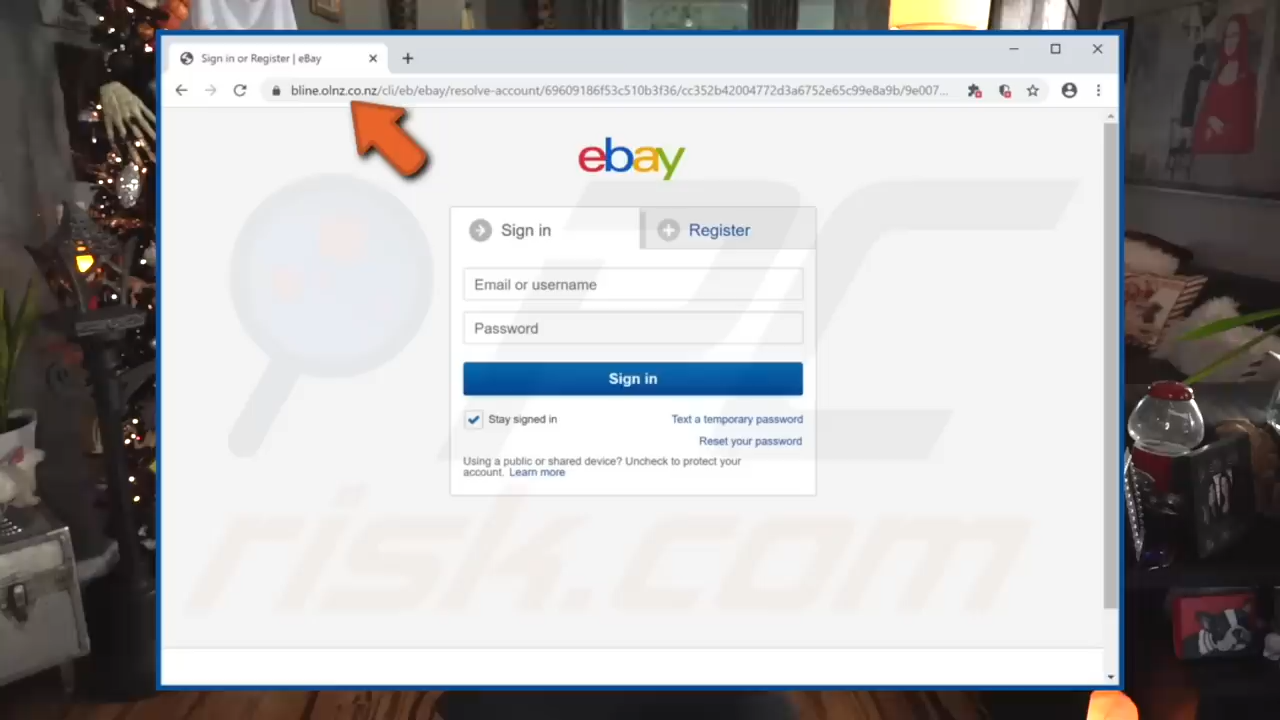 Sign in or Register | eBay
bline.olnz.co.nz/cli/eb/ebay/resolve-account/69609186f53c510b3f36/cc352b42004772d3a6752e65c99e8a9b/9e007...
ebay
Sign in
Register
Email or username
Password
Sign in
Stay signed in
Text a temporary password
Reset your password
Using a public or shared device? Uncheck to protect your
account. Learn more
PC
risk.com